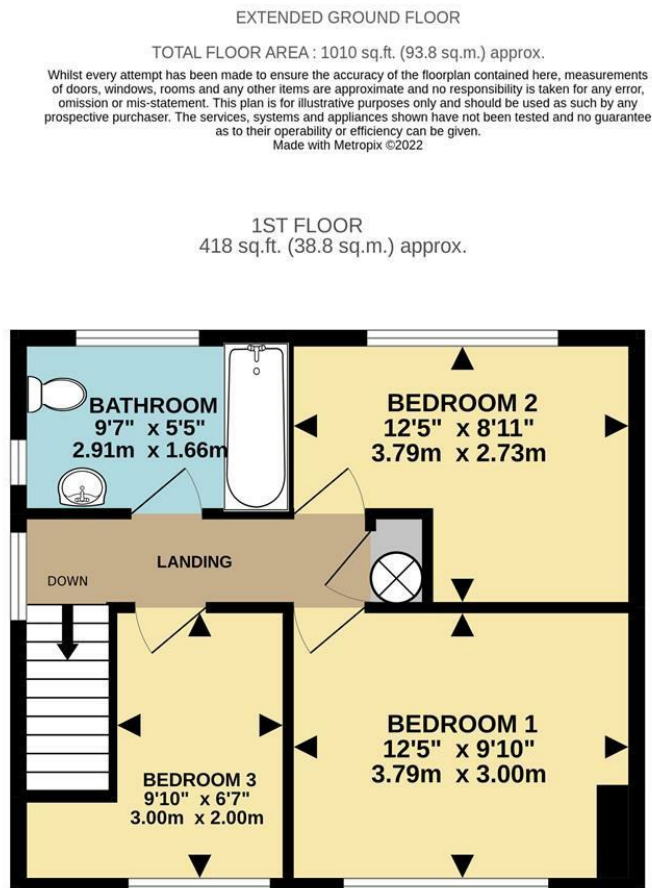 EXTENDED GROUND FLOOR
TOTAL FLOOR AREA : 1010 sq.ft. (93.8 sq.m.) approx.
Whilst every attempt has been made to ensure the accuracy of the floorplan contained here, measurements
of doors, windows, rooms and any other items are approximate and no responsibility is taken for any error,
omission or mis-statement. This plan is for illustrative purposes only and should be used as such by any
prospective purchaser. The services, systems and appliances shown have not been tested and no guarantee
as to their operability or efficiency can be given.
Made with Metropix ©2022
1ST FLOOR
418 sq.ft. (38.8 sq.m.) approx.
BATHROOM
9'7" x 5'5"
2.91m x 1.66m
BEDROOM 2
12'5" x 8'11"
3.79m x 2.73m
LANDING
DOWN
BEDROOM 1
12'5" x 9'10"
3.79m x 3.00m
BEDROOM 3
9'10" x 6'7"
3.00m x 2.00m